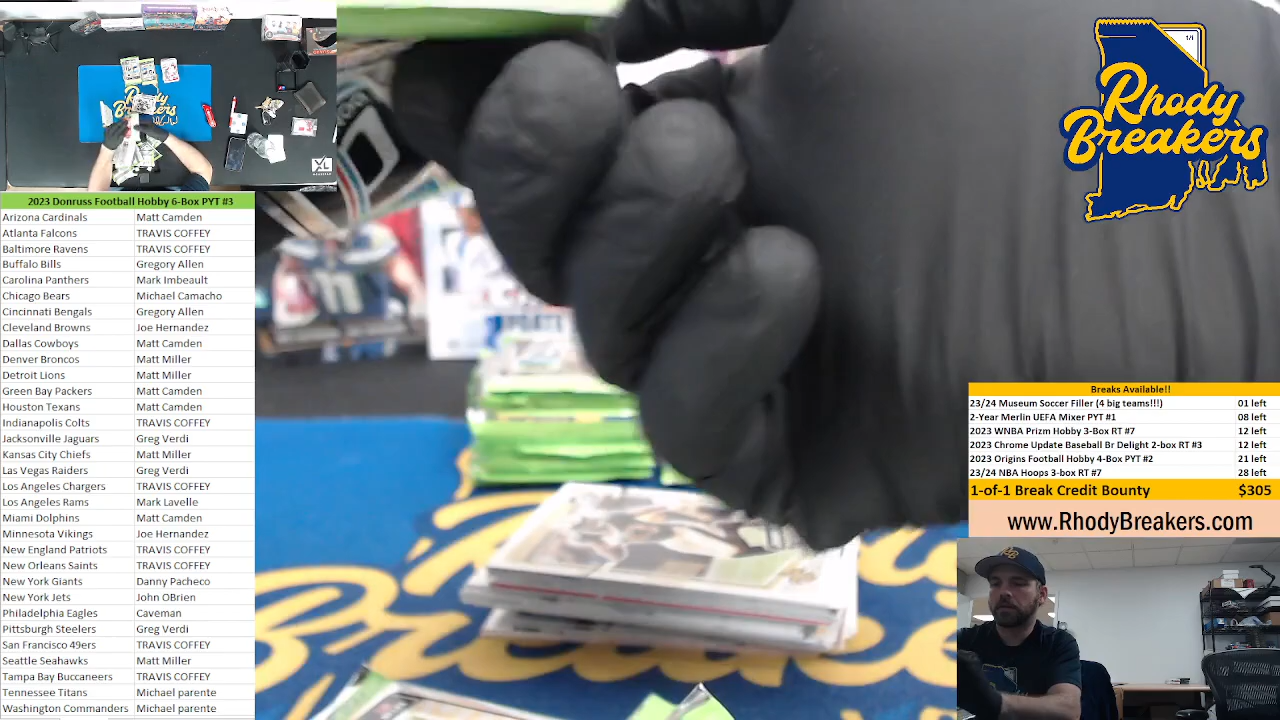 2023 Donruss Football Hobby 6-Box PYT #3
Arizona Cardinals Matt Camden
Atlanta Falcons TRAVIS COFFEY
Baltimore Ravens TRAVIS COFFEY
Buffalo Bills Gregory Allen
Carolina Panthers Mark Imbeault
Chicago Bears Michael Camacho
Cincinnati Bengals Gregory Allen
Cleveland Browns Joe Hernandez
Dallas Cowboys Matt Camden
Denver Broncos Matt Miller
Detroit Lions Matt Miller
Green Bay Packers Matt Camden
Houston Texans Matt Camden
Indianapolis Colts TRAVIS COFFEY
Jacksonville Jaguars Greg Verdi
Kansas City Chiefs Matt Miller
Las Vegas Raiders Greg Verdi
Los Angeles Chargers TRAVIS COFFEY
Los Angeles Rams Mark Lavelle
Miami Dolphins Matt Camden
Minnesota Vikings Joe Hernandez
New England Patriots TRAVIS COFFEY
New Orleans Saints TRAVIS COFFEY
New York Giants Danny Pacheco
New York Jets John OBrien
Philadelphia Eagles Caveman
Pittsburgh Steelers Greg Verdi
San Francisco 49ers TRAVIS COFFEY
Seattle Seahawks Matt Miller
Tampa Bay Buccaneers TRAVIS COFFEY
Tennessee Titans Michael parente
Washington Commanders Michael parente
Rhody
Breakers
XL
1/1
Rhody
Breakers
Breaks Available!!
23/24 Museum Soccer Filler (4 big teams!!!) 01 left
2-Year Merlin UEFA Mixer PYT #1 08 left
2023 WNBA Prizm Hobby 3-Box RT #7 12 left
2023 Chrome Update Baseball Br Delight 2-box RT #3 12 left
2023 Origins Football Hobby 4-Box PYT #2 21 left
23/24 NBA Hoops 3-box RT #7 28 left
1-of-1 Break Credit Bounty $305
www.RhodyBreakers.com